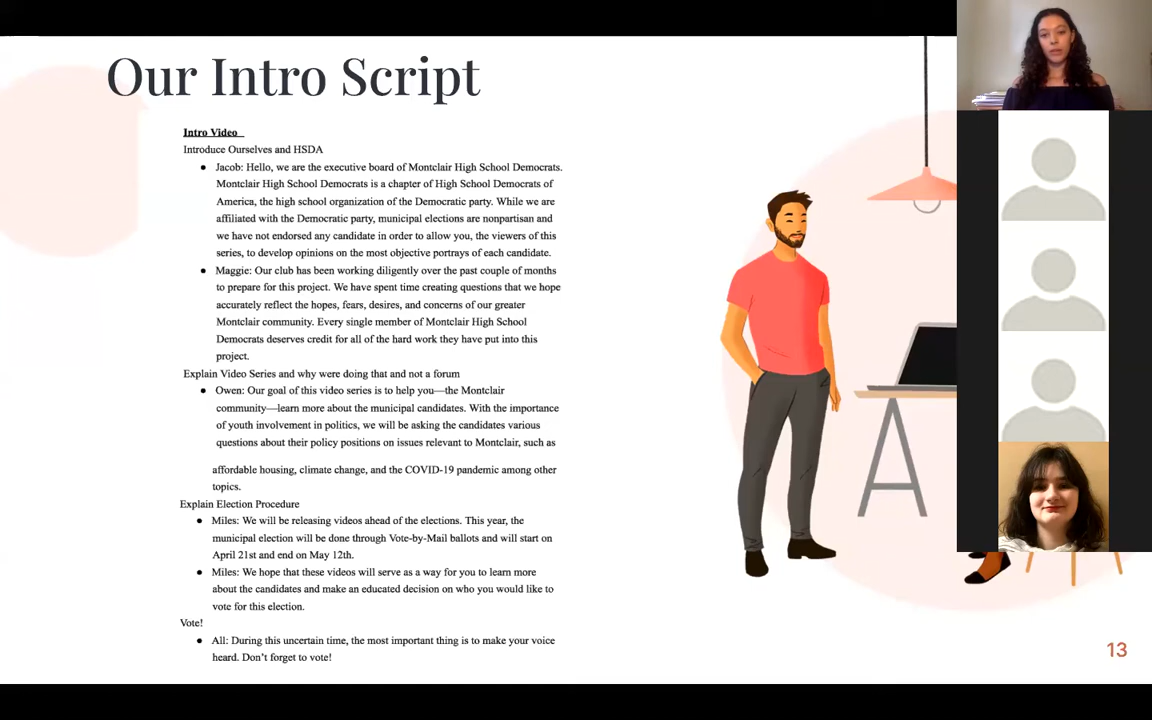 Our Intro Script
Intro Video
Introduce Ourselves and HSDA
● Jacob: Hello, we are the executive board of Montclair High School Democrats.
Montclair High School Democrats is a chapter of High School Democrats of
America, the high school organization of the Democratic party. While we are
affiliated with the Democratic party, municipal elections are nonpartisan and
we have not endorsed any candidate in order to allow you, the viewers of this
series, to develop opinions on the most objective portrays of each candidate.
● Maggie: Our club has been working diligently over the past couple of months
to prepare for this project. We have spent time creating questions that we hope
accurately reflect the hopes, fears, desires, and concerns of our greater
Montclair community. Every single member of Montclair High School
Democrats deserves credit for all of the hard work they have put into this
project.
Explain Video Series and why were doing that and not a forum
● Owen: Our goal of this video series is to help you—the Montclair
community—learn more about the municipal candidates. With the importance
of youth involvement in politics, we will be asking the candidates various
questions about their policy positions on issues relevant to Montclair, such as
affordable housing, climate change, and the COVID-19 pandemic among other
topics.
Explain Election Procedure
● Miles: We will be releasing videos ahead of the elections. This year, the
municipal election will be done through Vote-by-Mail ballots and will start on
April 21st and end on May 12th.
● Miles: We hope that these videos will serve as a way for you to learn more
about the candidates and make an educated decision on who you would like to
vote for this election.
Vote!
● All: During this uncertain time, the most important thing is to make your voice
heard. Don't forget to vote!
13